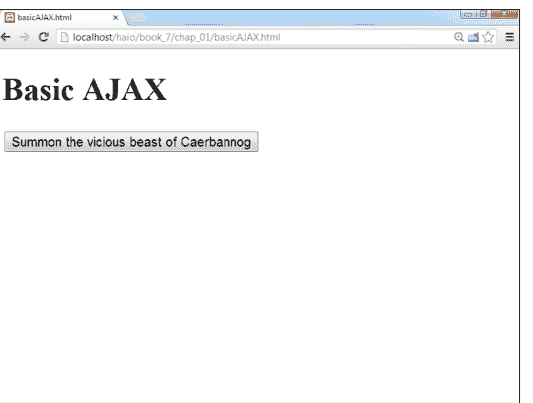 basicAJAX.html
localhost/haio/book_7/chap_01/basicAJAX.html
Basic AJAX
Summon the vicious beast of Caerbannog